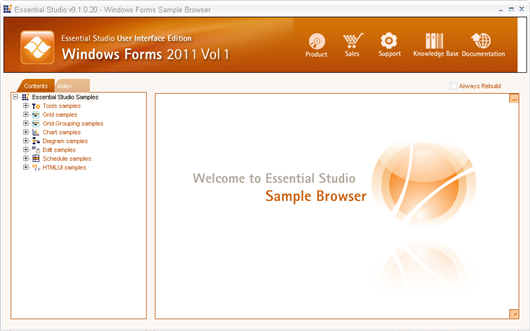 Essential Studio v9.1.0.20 - Windows Forms Sample Browser
Essential Studio User Interface Edition
Windows Forms 2011 Vol 1
Product
Sales
Support
Knowledge Base
Documentation
Contents
Index
Always Rebuild
Essential Studio Samples
Tools samples
Grid samples
Grid.Grouping samples
Chart samples
Diagram samples
Edit samples
Schedule samples
HTMLUI samples
Welcome to Essential Studio
Sample Browser